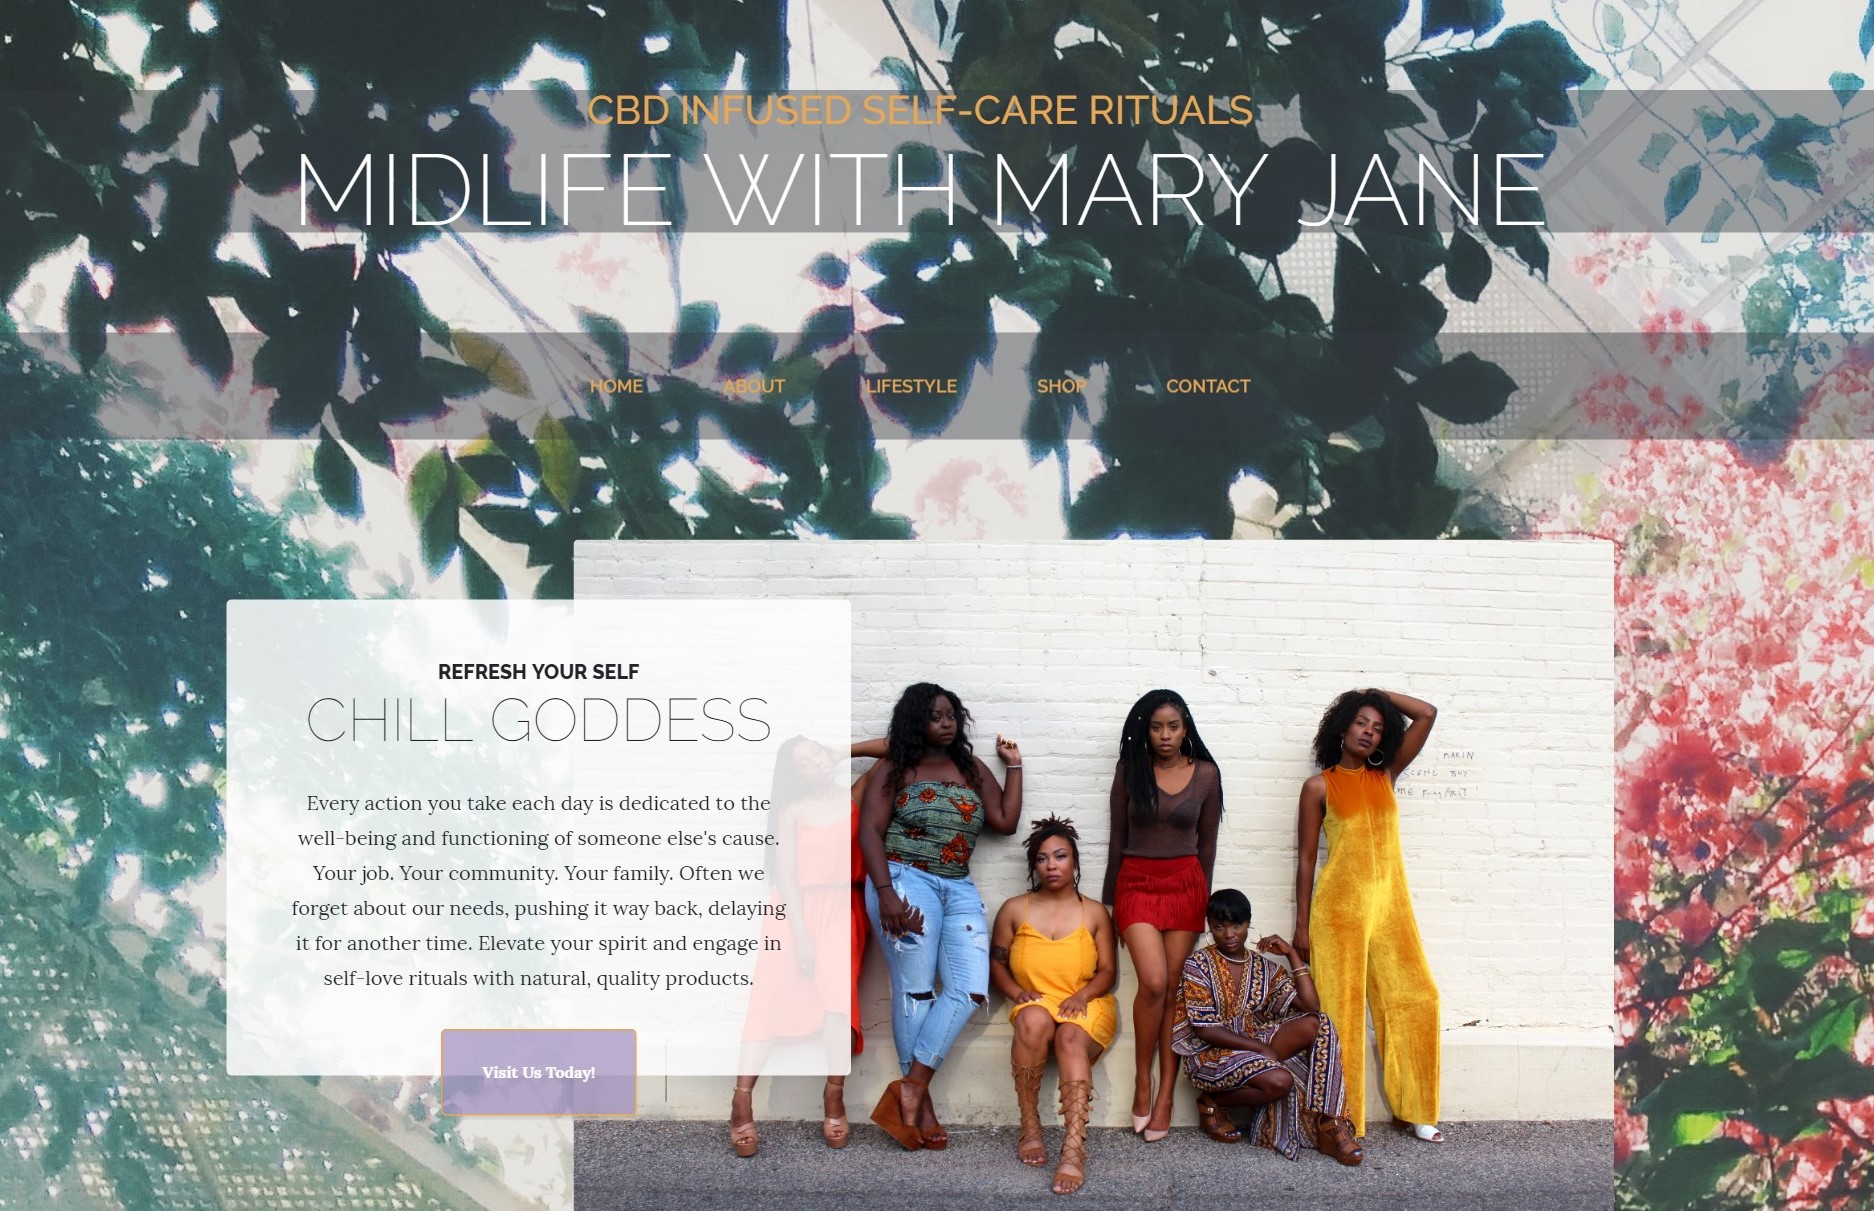 CBD INFUSED SELF-CARE RITUALS
MIDLIFE WITH MARY JANE
HOME ABOUT LIFESTYLE SHOP CONTACT
REFRESH YOUR SELF
CHILL GODDESS
Every action you take each day is dedicated to the
well-being and functioning of someone else's cause.
Your job. Your community. Your family. Often we
forget about our needs, pushing it way back, delaying
it for another time. Elevate your spirit and engage in
self-love rituals with natural, quality products.
Visit Us Today!
MAKIN
SCENE BUY